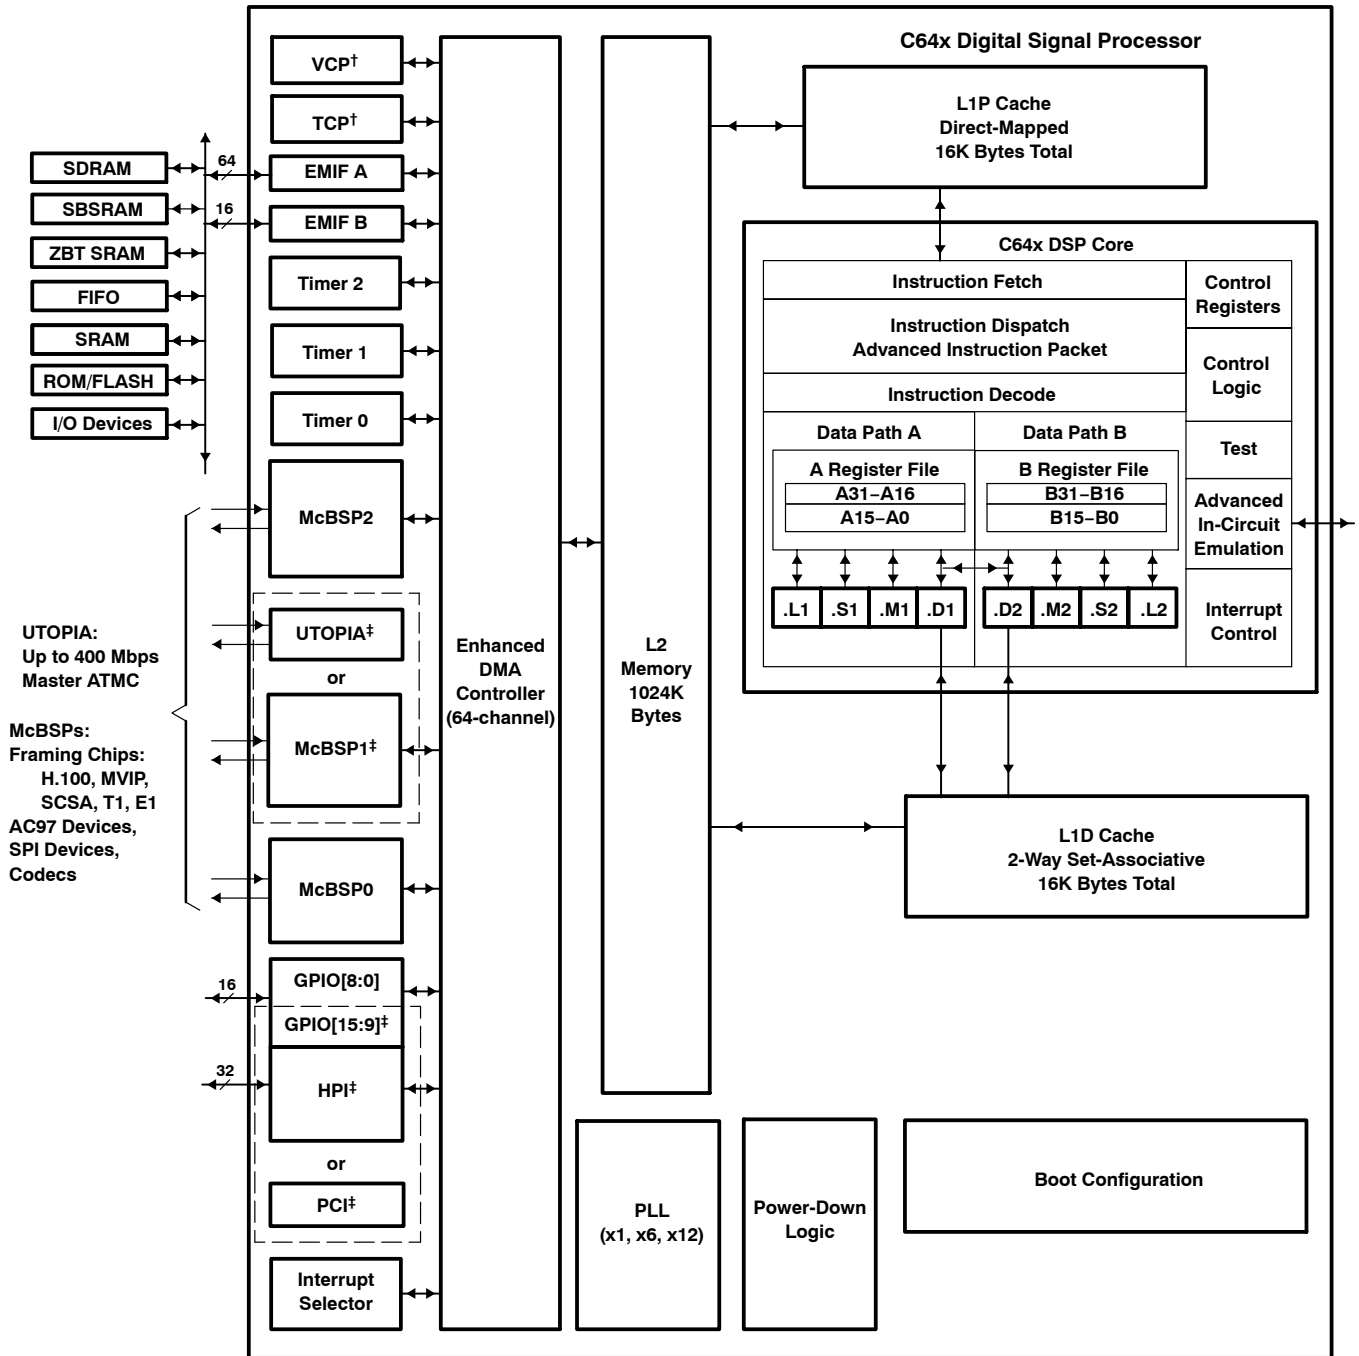 C64x Digital Signal Processor
VCP†
TCP†
EMIF A
EMIF B
Timer 2
Timer 1
Timer 0
McBSP2
UTOPIA‡
or
McBSP1‡
McBSP0
GPIO[8:0]
GPIO[15:9]‡
HPI‡
or
PCI‡
Interrupt
Selector
64
16
16
32
SDRAM
SBSRAM
ZBT SRAM
FIFO
SRAM
ROM/FLASH
I/O Devices
UTOPIA:
Up to 400 Mbps
Master ATMC
McBSPs:
Framing Chips:
H.100, MVIP,
SCSA, T1, E1
AC97 Devices,
SPI Devices,
Codecs
Enhanced
DMA
Controller
(64-channel)
L2
Memory
1024K
Bytes
L1P Cache
Direct-Mapped
16K Bytes Total
C64x DSP Core
Instruction Fetch
Instruction Dispatch
Advanced Instruction Packet
Instruction Decode
Data Path A
Data Path B
A Register File
A31–A16
A15–A0
B Register File
B31–B16
B15–B0
.L1
.S1
.M1
.D1
.D2
.M2
.S2
.L2
Control
Registers
Control
Logic
Test
Advanced
In-Circuit
Emulation
Interrupt
Control
L1D Cache
2-Way Set-Associative
16K Bytes Total
PLL
(x1, x6, x12)
Power-Down
Logic
Boot Configuration